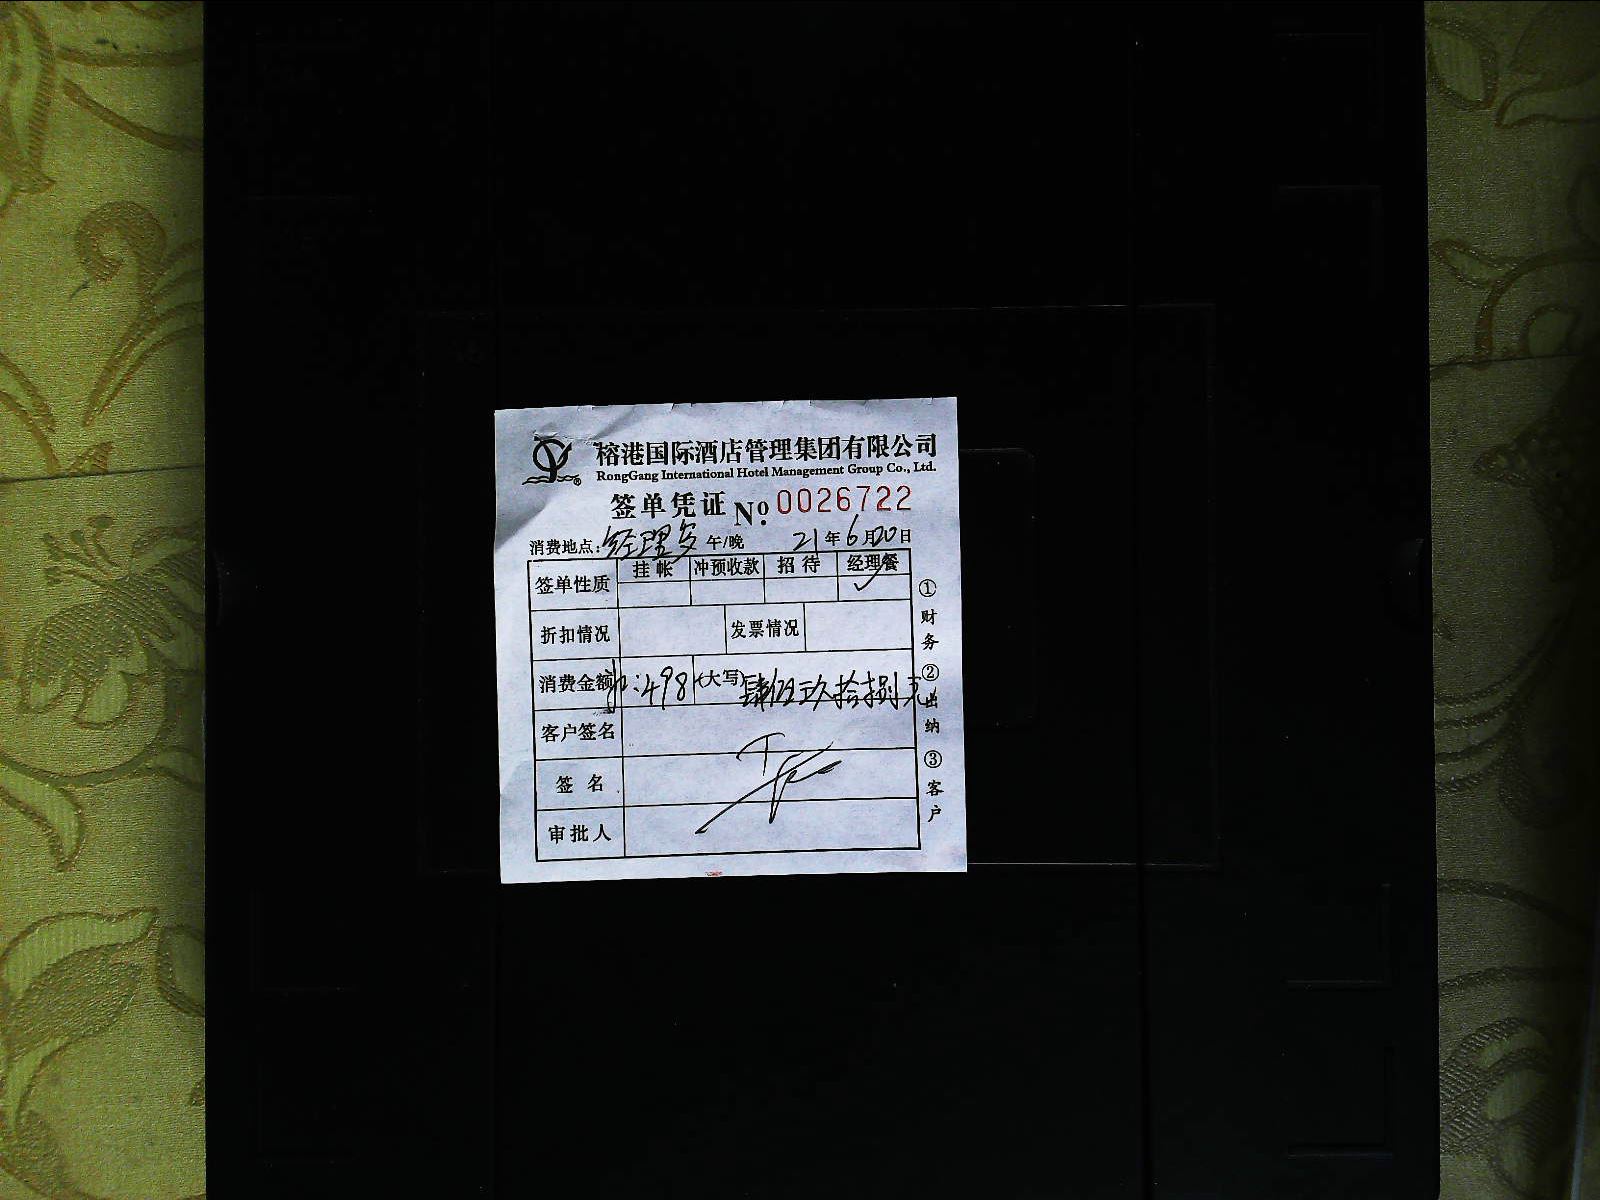 榕港国际酒店管理集团有限公司
RongGang International Hotel Management Group Co., Ltd.
签单凭证 Nº. 0026722
消费地点：经理 午/晚 21年6月20日
签单性质 挂帐 冲预收款 招待 经理餐 ✓
折扣情况 发票情况
消费金额 498 (大写) 肆佰玖拾捌元
客户签名
签名
审批人
①财务
②出纳
③客户